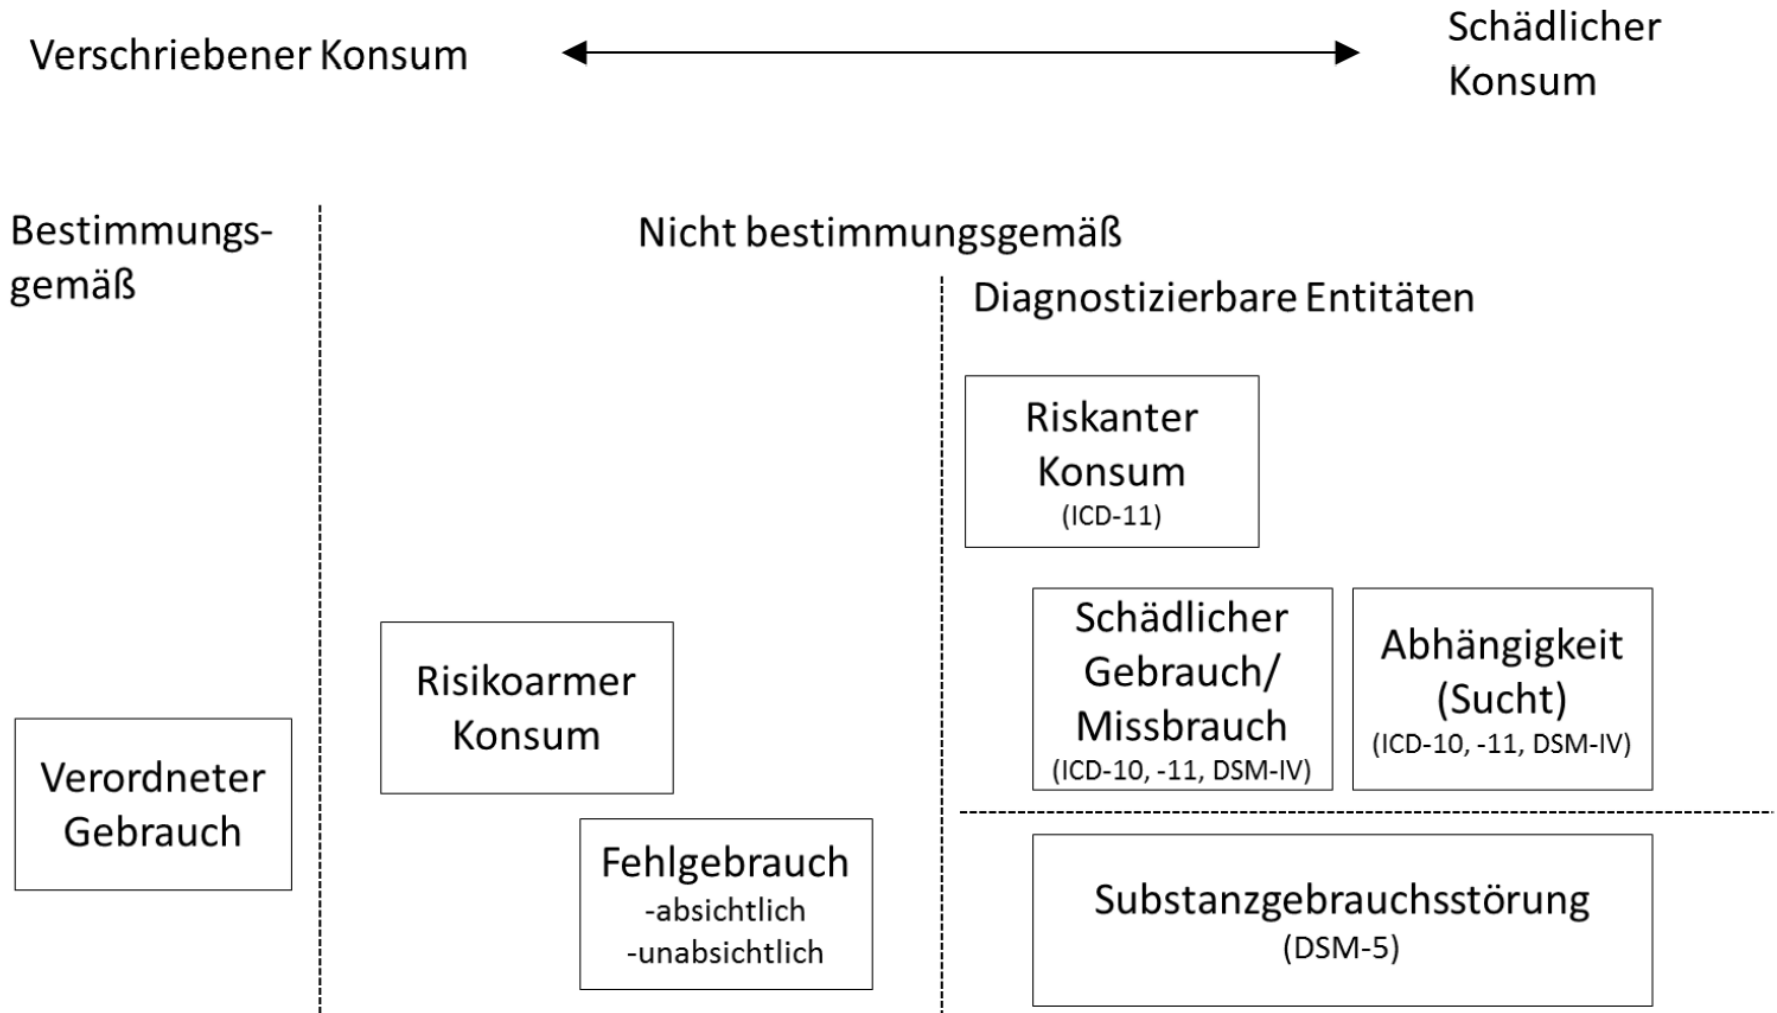 Verschriebener Konsum
Schädlicher
Konsum
Bestimmungs-
gemäß
Nicht bestimmungsgemäß
Diagnostizierbare Entitäten
Riskanter
Konsum
(ICD-11)
Schädlicher
Gebrauch/
Missbrauch
(ICD-10, -11, DSM-IV)
Abhängigkeit
(Sucht)
(ICD-10, -11, DSM-IV)
Risikoarmer
Konsum
Verordneter
Gebrauch
Fehlgebrauch
-absichtlich
-unabsichtlich
Substanzgebrauchsstörung
(DSM-5)